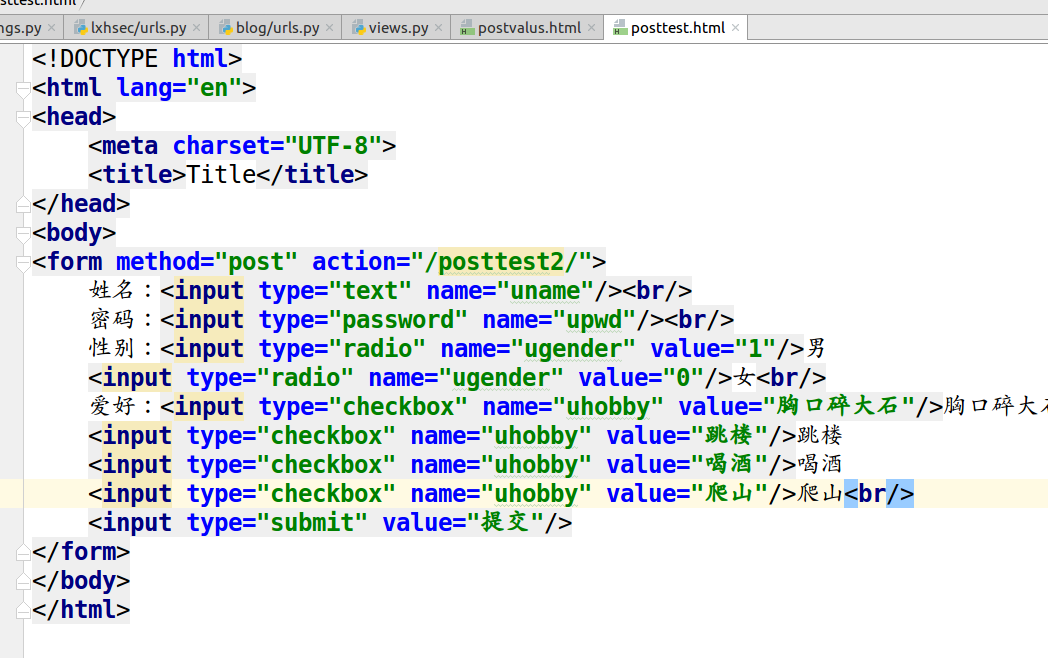 sttest.html
ngs.py lxhsec/urls.py blog/urls.py views.py postvalus.html posttest.html
<!DOCTYPE html>
<html lang="en">
<head>
<meta charset="UTF-8">
<title>Title</title>
</head>
<body>
<form method="post" action="/posttest2/">
姓名：<input type="text" name="uname"/><br/>
密码：<input type="password" name="upwd"/><br/>
性别：<input type="radio" name="ugender" value="1"/>男
<input type="radio" name="ugender" value="0"/>女<br/>
爱好：<input type="checkbox" name="uhobby" value="胸口碎大石"/>胸口碎大石
<input type="checkbox" name="uhobby" value="跳楼"/>跳楼
<input type="checkbox" name="uhobby" value="喝酒"/>喝酒
<input type="checkbox" name="uhobby" value="爬山"/>爬山<br/>
<input type="submit" value="提交"/>
</form>
</body>
</html>